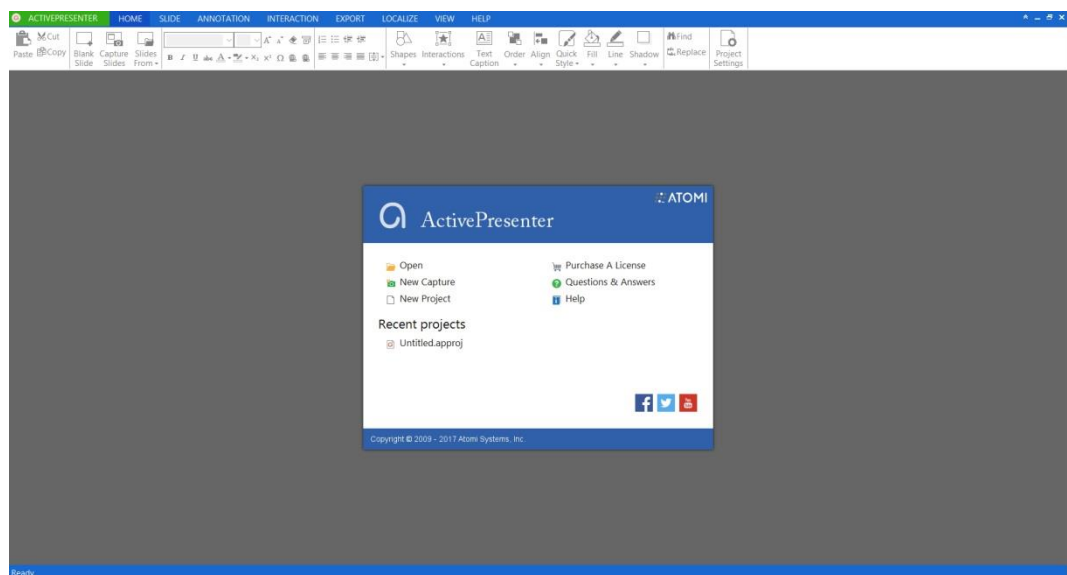 ACTIVEPRESENTER HOME SLIDE ANNOTATION INTERACTION EXPORT LOCALIZE VIEW HELP
Cut
Copy
Paste
Blank Slide
Capture Slides
Slides From
Shapes
Interactions
Text Caption
Order
Align
Quick Style
Fill
Line
Shadow
Find
Replace
Project Settings
ATOMI
ActivePresenter
Open
New Capture
New Project
Purchase A License
Questions & Answers
Help
Recent projects
Untitled.approj
Copyright © 2009 - 2017 Atomi Systems, Inc.
Ready